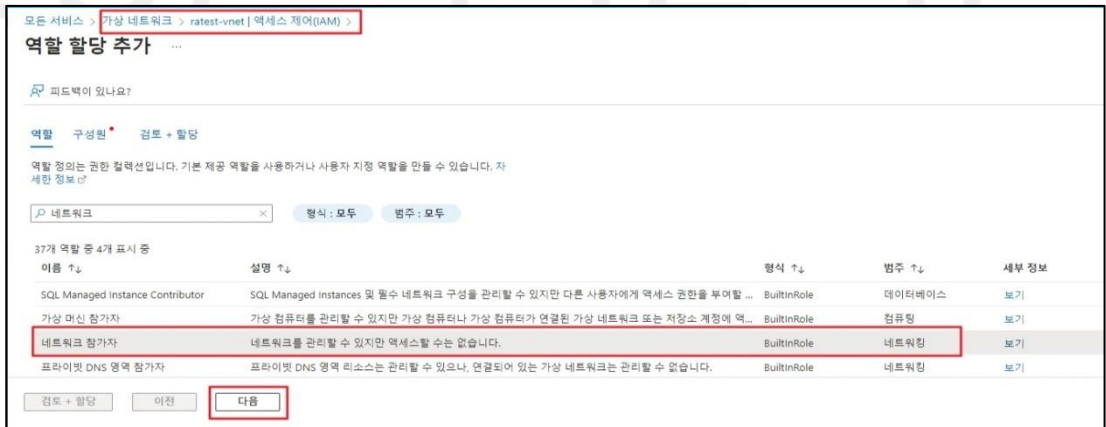 모든 서비스 > 가상 네트워크 > ratest-vnet | 액세스 제어(IAM) >
역할 할당 추가 ...
피드백이 있나요?
역할 구성원 검토 + 할당
역할 정의는 권한 컬렉션입니다. 기본 제공 역할을 사용하거나 사용자 지정 역할을 만들 수 있습니다. 자
세한 정보
네트워크 × 형식 : 모두 범주 : 모두
37개 역할 중 4개 표시 중
이름 ↑↓ 설명 ↑↓ 형식 ↑↓ 범주 ↑↓ 세부 정보
SQL Managed Instance Contributor SQL Managed Instances 및 필수 네트워크 구성을 관리할 수 있지만 다른 사용자에게 액세스 권한을 부여할 ... BuiltInRole 데이터베이스 보기
가상 머신 참가자 가상 컴퓨터를 관리할 수 있지만 가상 컴퓨터나 가상 컴퓨터가 연결된 가상 네트워크 또는 저장소 계정에 액... BuiltInRole 컴퓨팅 보기
네트워크 참가자 네트워크를 관리할 수 있지만 액세스할 수는 없습니다. BuiltInRole 네트워킹 보기
프라이빗 DNS 영역 참가자 프라이빗 DNS 영역 리소스는 관리할 수 있으나, 연결되어 있는 가상 네트워크는 관리할 수 없습니다. BuiltInRole 네트워킹 보기
검토 + 할당 이전 다음